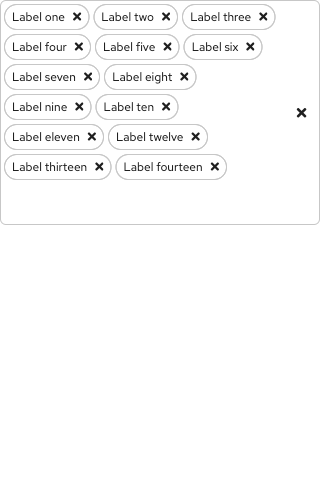 Label one Label two Label three
Label four Label five Label six
Label seven Label eight
Label nine Label ten
Label eleven Label twelve
Label thirteen Label fourteen